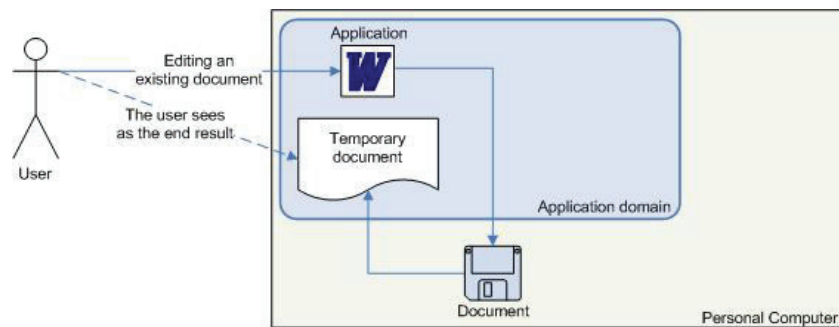 Application
Editing an
existing document
W
The user sees
as the end result
Temporary
document
User
Application domain
Document
Personal Computer